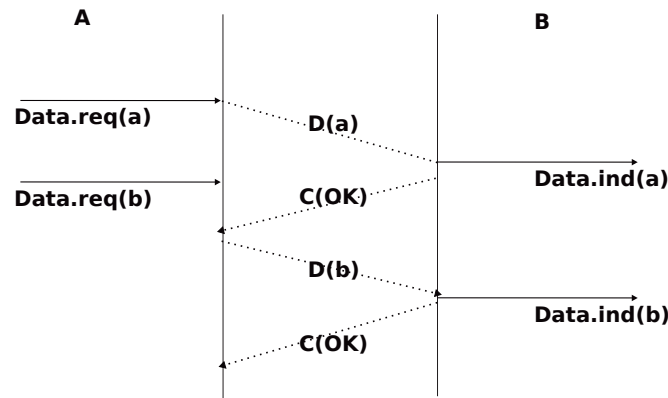 A
B
Data.req(a)
D(a)
Data.ind(a)
Data.req(b)
C(OK)
D(b)
Data.ind(b)
C(OK)